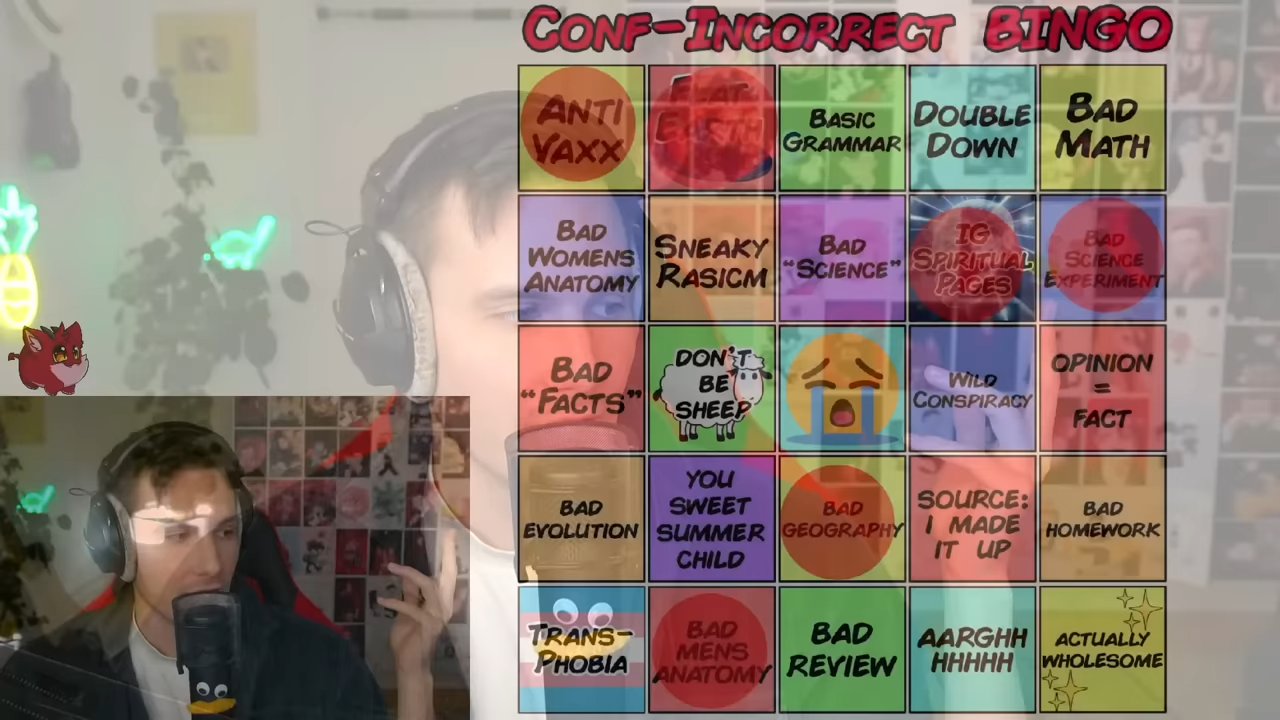 CONF-INCORRECT BINGO
ANTI
VAXX
FLAT
EARTH
BASIC
GRAMMAR
DOUBLE
DOWN
BAD
MATH
BAD
WOMENS
ANATOMY
SNEAKY
RASICM
BAD
“SCIENCE”
IG
SPIRITUAL
PAGES
BAD
SCIENCE
EXPERIMENT
BAD
“FACTS”
DON'T
BE
SHEEP
WILD
CONSPIRACY
OPINION
=
FACT
BAD
EVOLUTION
YOU
SWEET
SUMMER
CHILD
BAD
GEOGRAPHY
SOURCE:
I MADE
IT UP
BAD
HOMEWORK
TRANS-
PHOBIA
BAD
MENS
ANATOMY
BAD
REVIEW
AARGHH
HHHHH
ACTUALLY
WHOLESOME